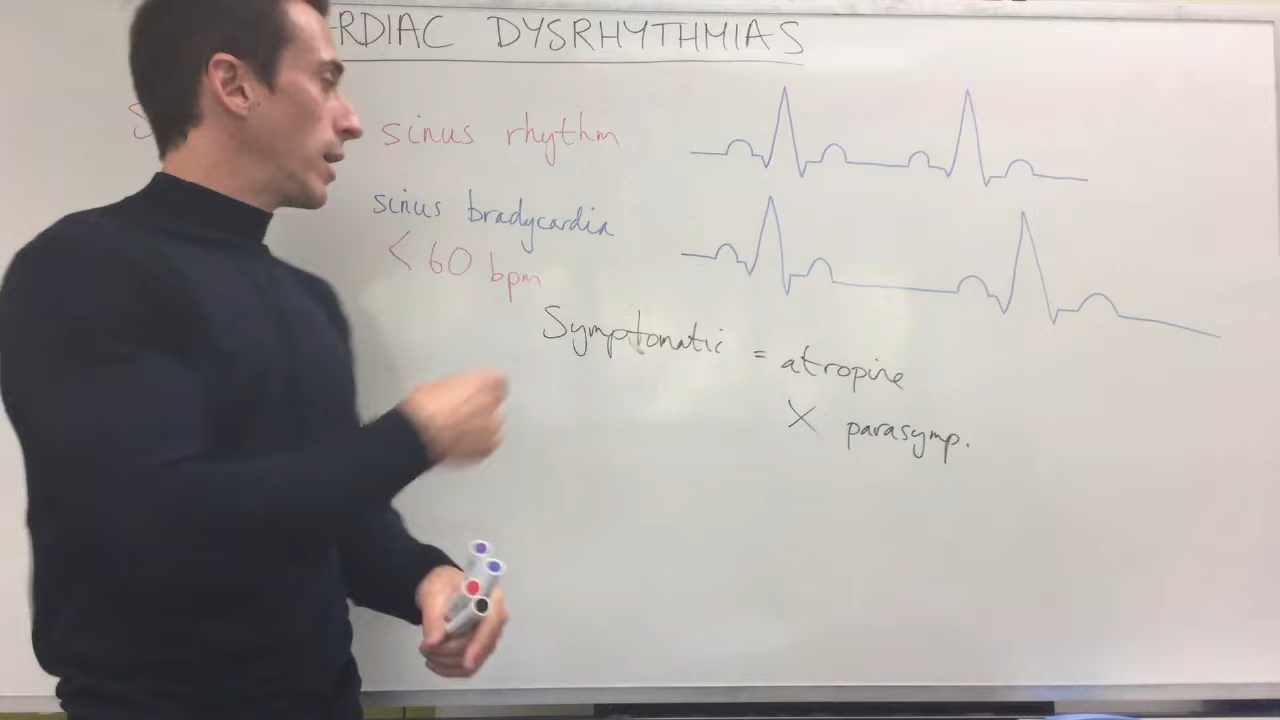 RDIAC DYSRHYTHMIAS
S sinus rhythm
sinus bradycardia
< 60 bpm
Symptomatic = atropine
X parasymp.